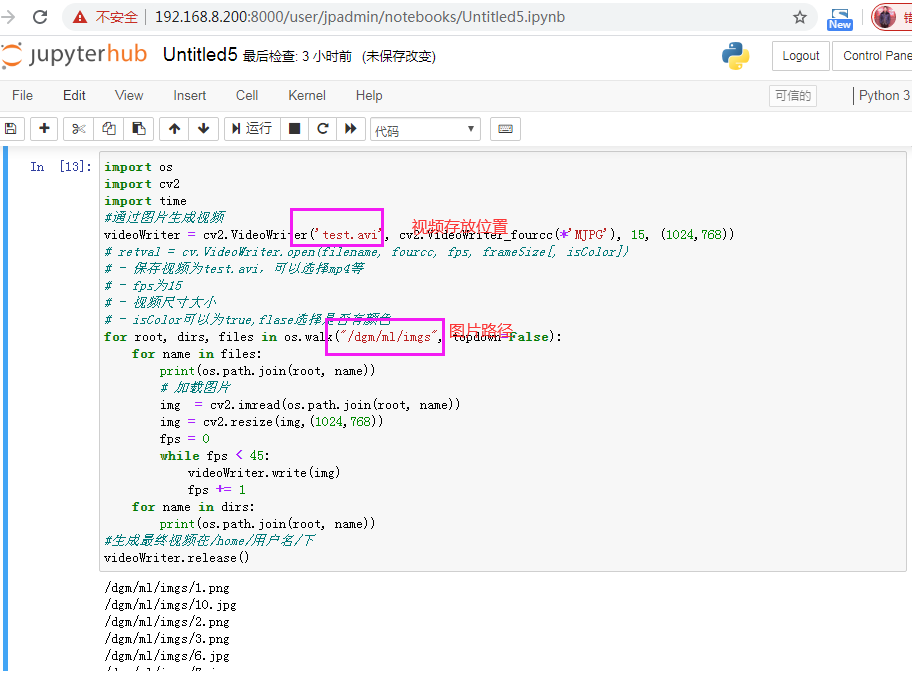 不安全 192.168.8.200:8000/user/jpadmin/notebooks/Untitled5.ipynb New
jupyterhub Untitled5 最后检查: 3 小时前 (未保存改变) Logout Control Pane
File Edit View Insert Cell Kernel Help 可信的 Python 3
运行 代码
In [13]: import os
import cv2
import time
#通过图片生成视频
videoWriter = cv2.VideoWriter('test.avi', cv2.VideoWriter_fourcc(*'MJPG'), 15, (1024,768))
视频存放位置
# retval = cv.VideoWriter.open(filename, fourcc, fps, frameSize[, isColor])
# - 保存视频为test.avi，可以选择mp4等
# - fps为15
# - 视频尺寸大小
# - isColor可以为true,flase选择是否有颜色
for root, dirs, files in os.walk("/dgm/ml/imgs", topdown=False):
图片路径
for name in files:
print(os.path.join(root, name))
# 加载图片
img  = cv2.imread(os.path.join(root, name))
img = cv2.resize(img,(1024,768))
fps = 0
while fps < 45:
videoWriter.write(img)
fps += 1
for name in dirs:
print(os.path.join(root, name))
#生成最终视频在/home/用户名/下
videoWriter.release()
/dgm/ml/imgs/1.png
/dgm/ml/imgs/10.jpg
/dgm/ml/imgs/2.png
/dgm/ml/imgs/3.png
/dgm/ml/imgs/6.jpg